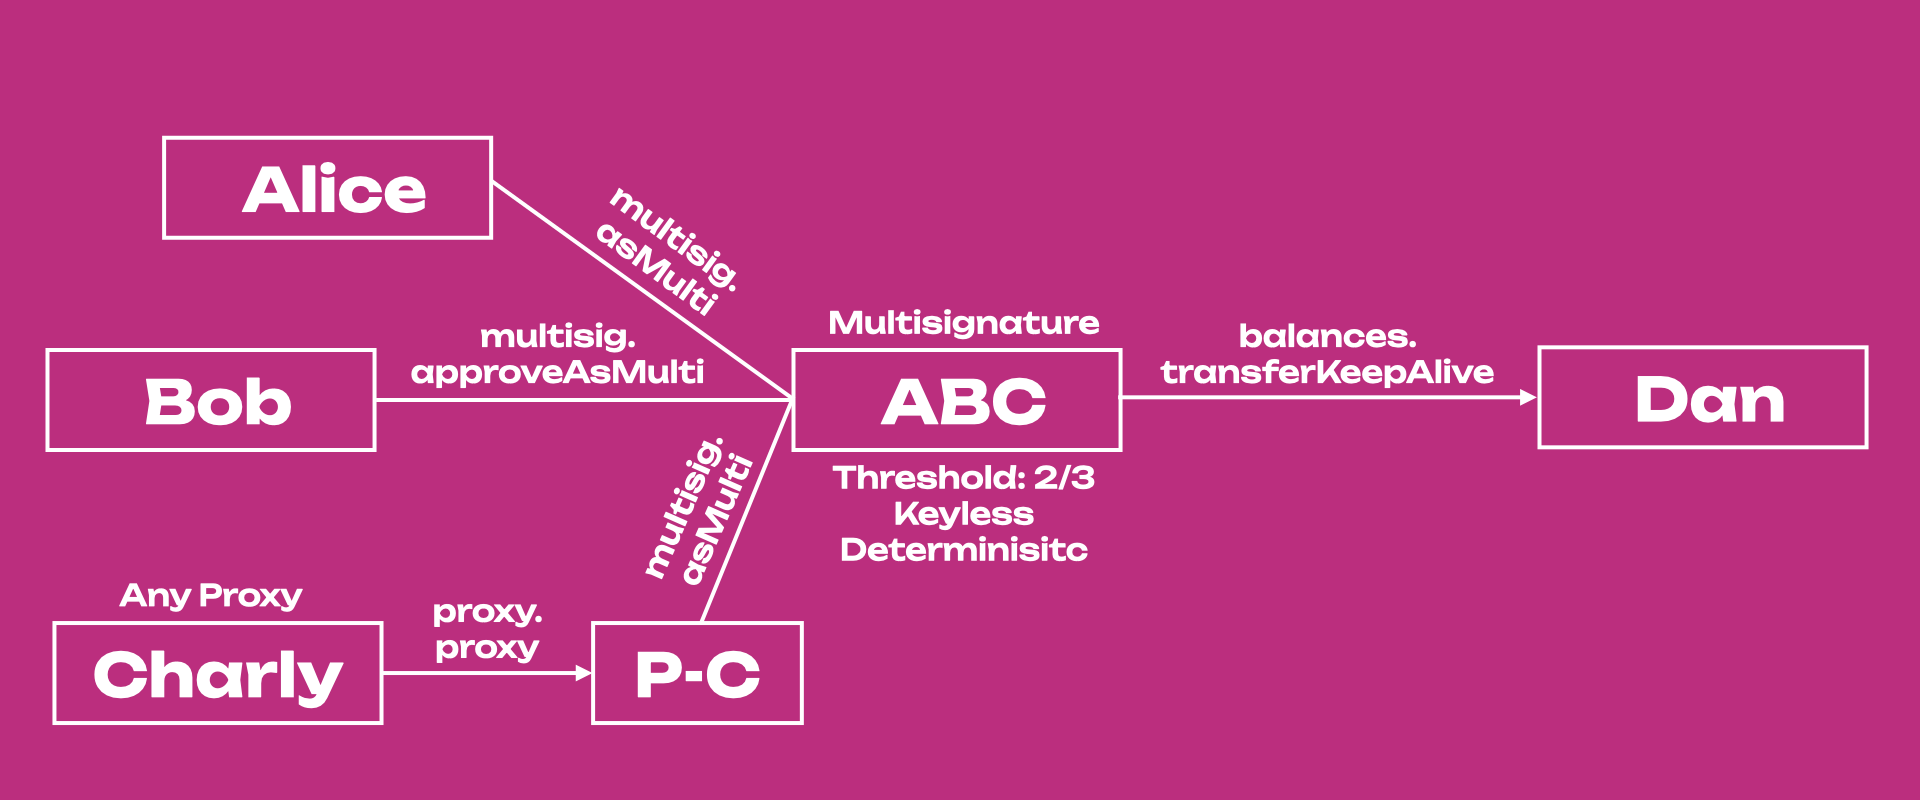 Alice
multisig.
asMulti
Bob
multisig.
approveAsMulti
Multisignature
ABC
Threshold: 2/3
Keyless
Determinisitc
balances.
transferKeepAlive
Dan
multisig.
asMulti
Any Proxy
Charly
proxy.
proxy
P-C